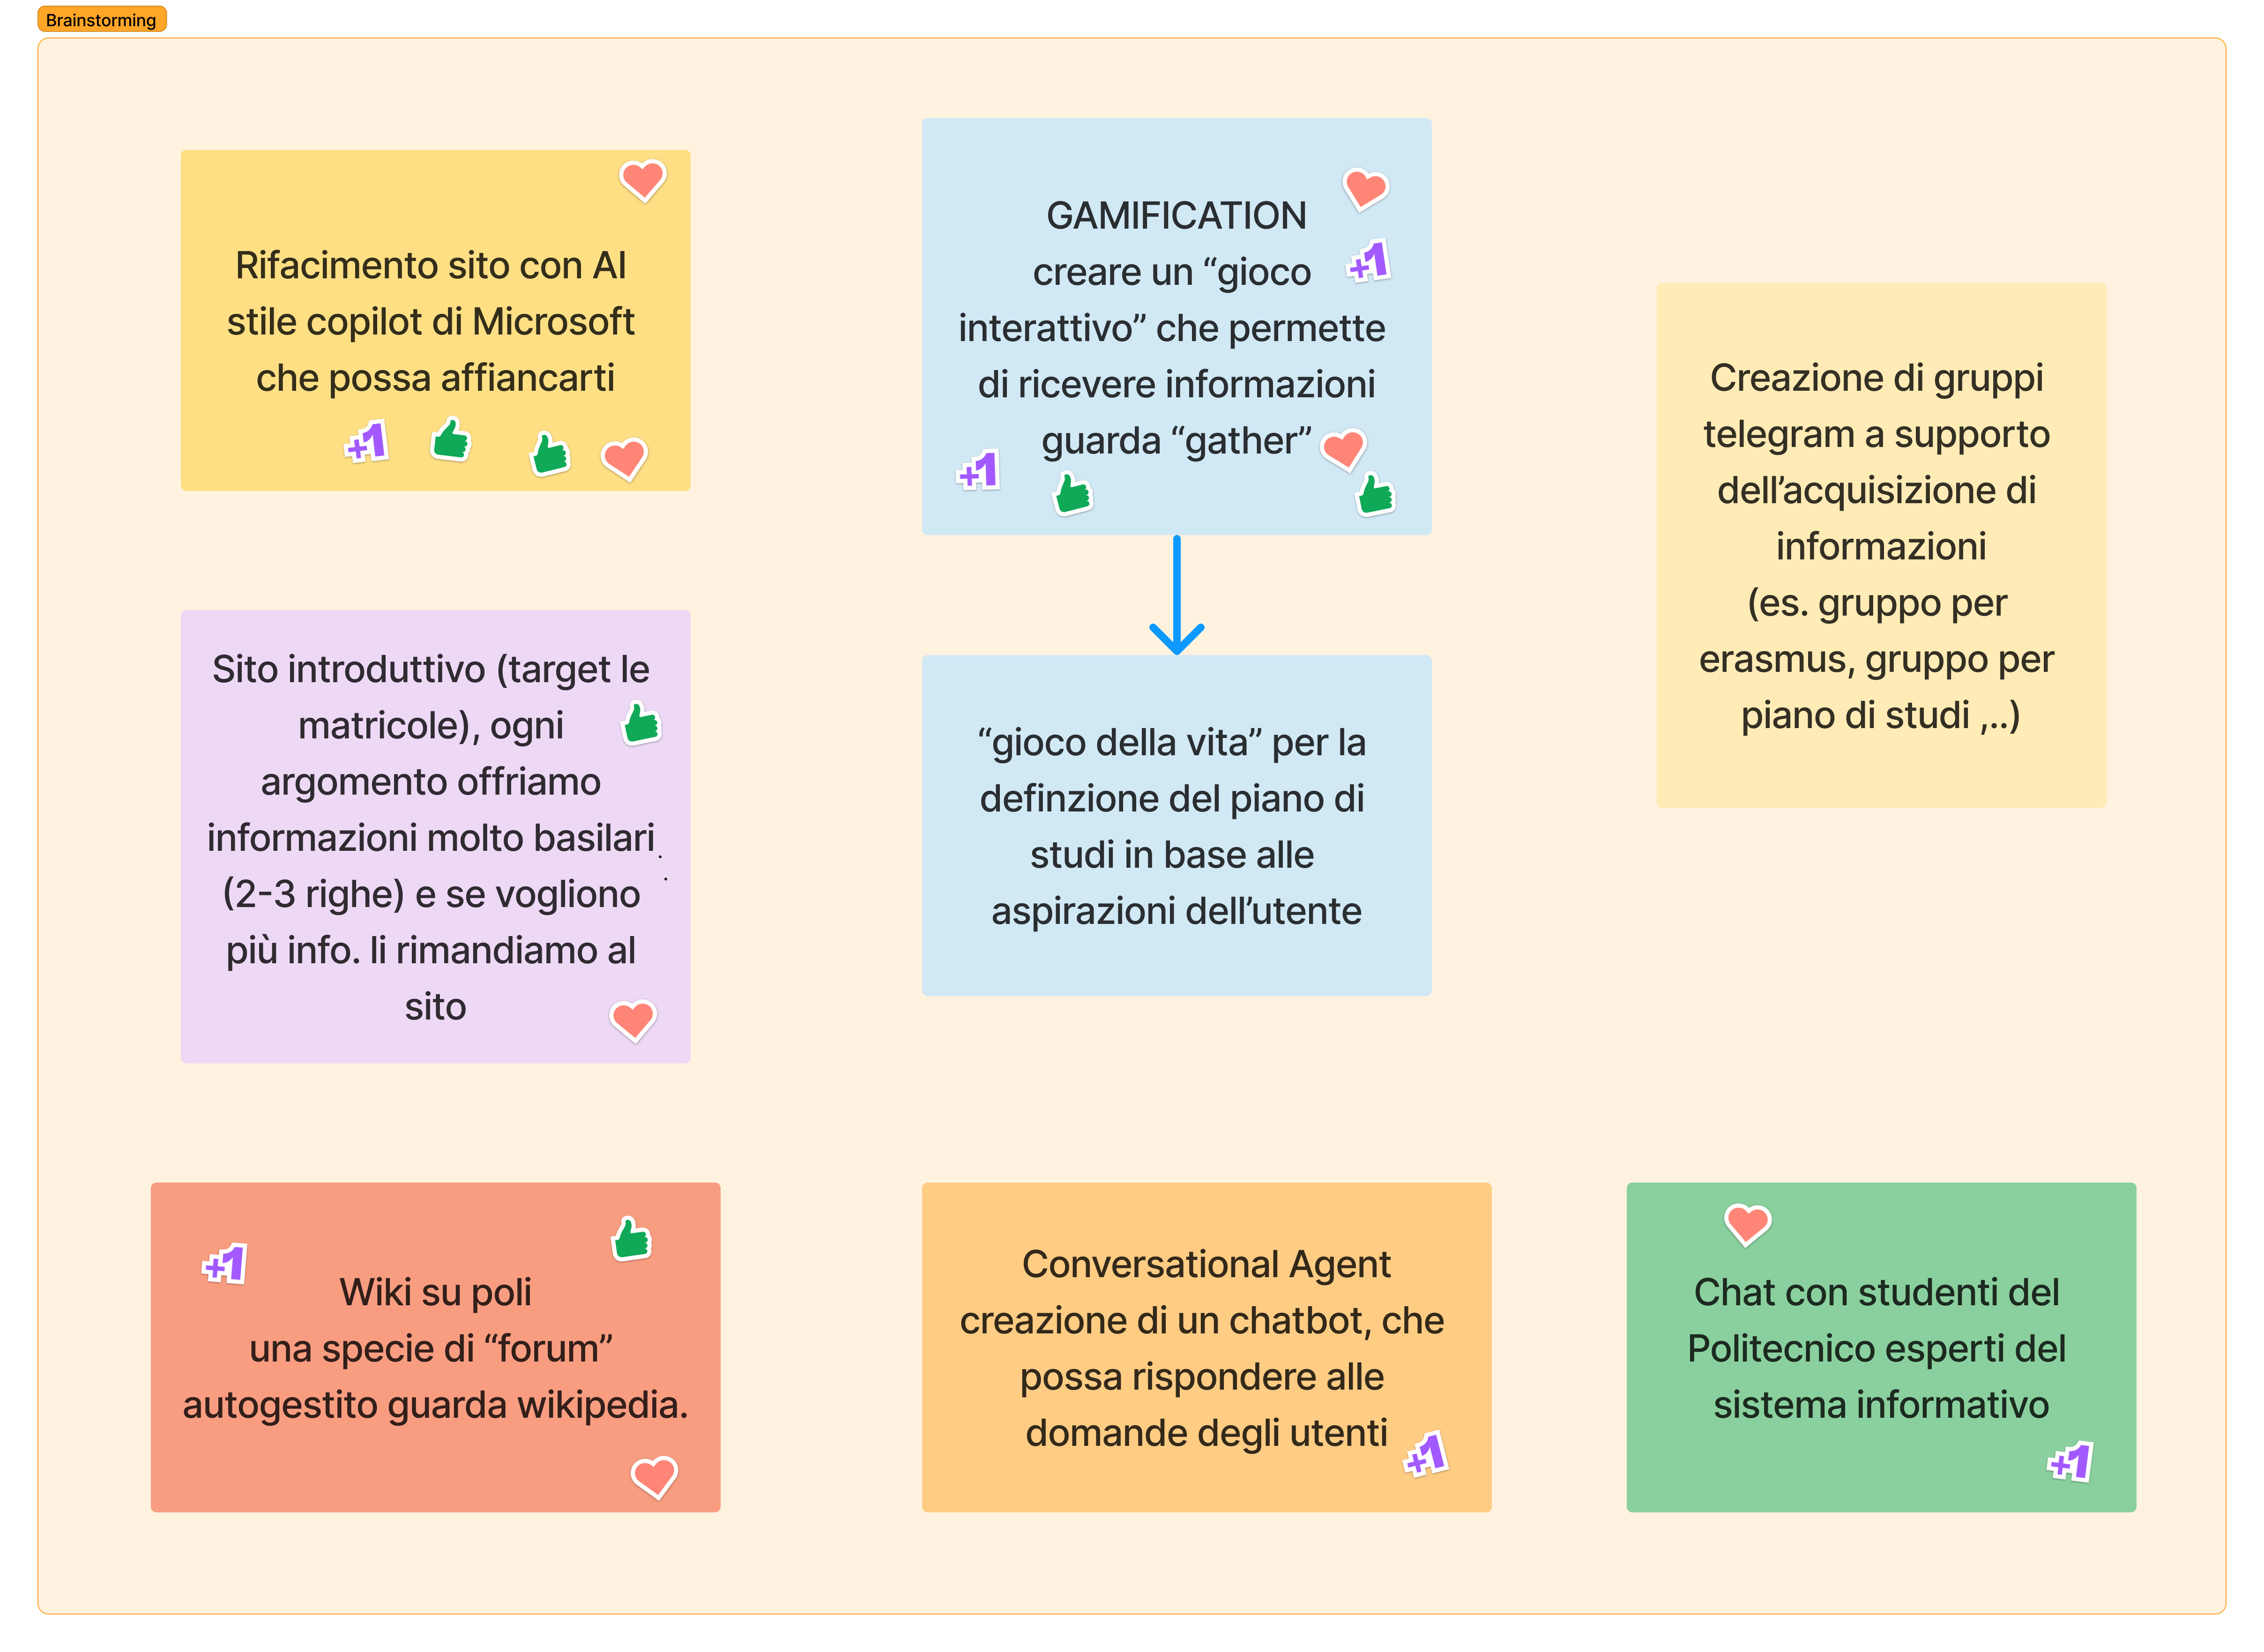 Brainstorming
Rifacimento sito con AI
stile copilot di Microsoft
che possa affiancarti
+1
GAMIFICATION
creare un “gioco
+1
interattivo” che permette
di ricevere informazioni
guarda “gather”
+1
Creazione di gruppi
telegram a supporto
dell’acquisizione di
informazioni
(es. gruppo per
erasmus, gruppo per
piano di studi ,..)
Sito introduttivo (target le
matricole), ogni
argomento offriamo
informazioni molto basilari
(2-3 righe) e se vogliono
più info. li rimandiamo al
sito
“gioco della vita” per la
definzione del piano di
studi in base alle
aspirazioni dell’utente
+1
Wiki su poli
una specie di “forum”
autogestito guarda wikipedia.
Conversational Agent
creazione di un chatbot, che
possa rispondere alle
domande degli utenti
+1
Chat con studenti del
Politecnico esperti del
sistema informativo
+1